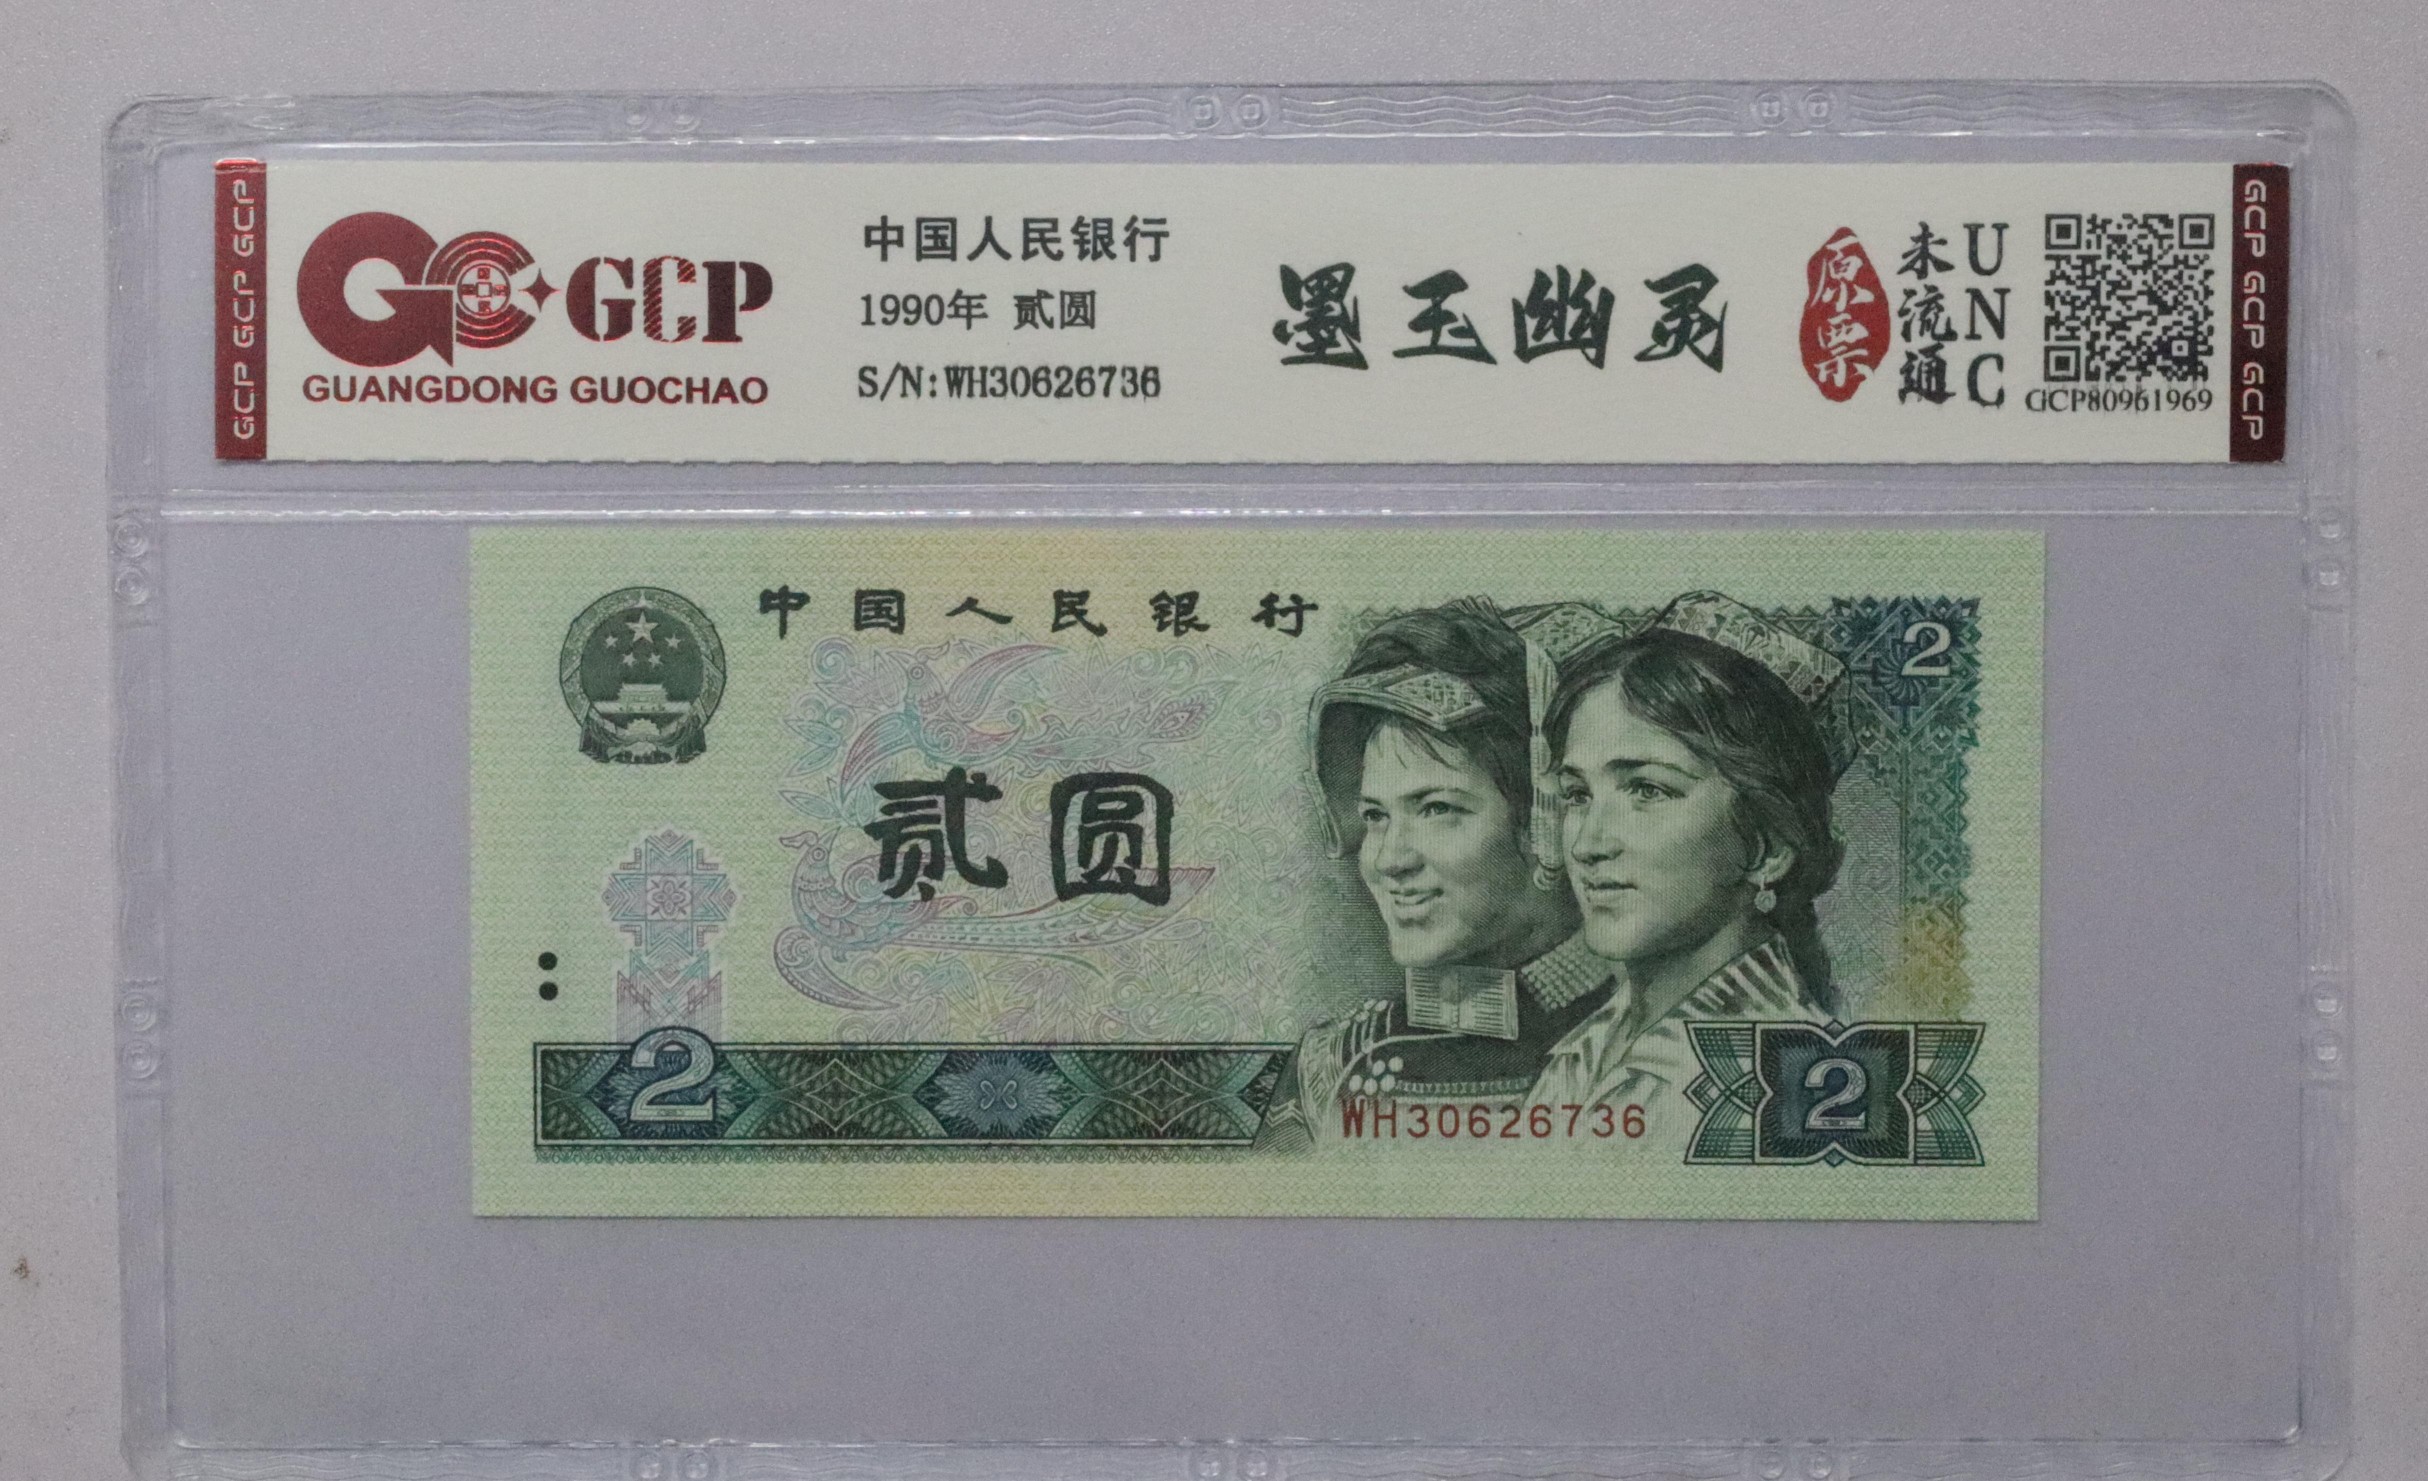 GCP GCP GCP
GCP
GUANGDONG GUOCHAO
中国人民银行
1990年 贰圆
S/N:WH30626736
墨玉幽灵
原票
未流通
UNC
GCP80961969
GCP GCP GCP
中国人民银行
2
贰圆
2
WH30626736
2